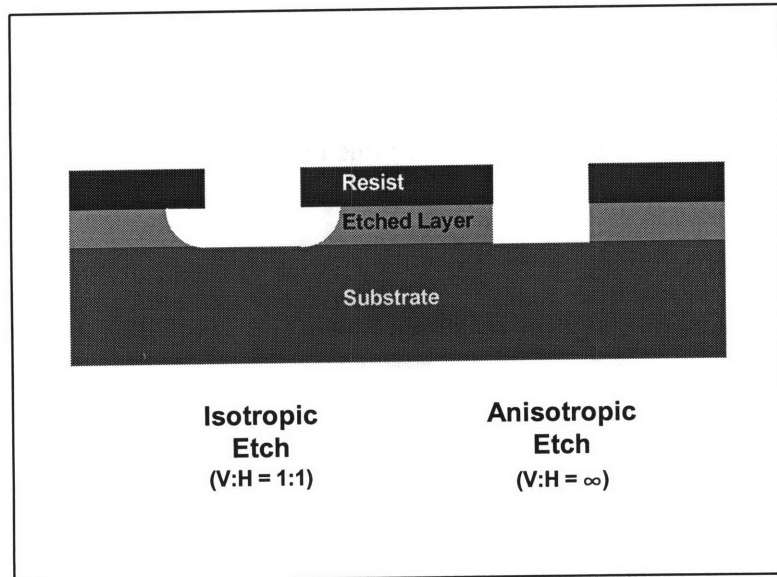 Resist
Etched Layer
Substrate
Isotropic
Etch
(V:H = 1:1)
Anisotropic
Etch
(V:H = ∞)